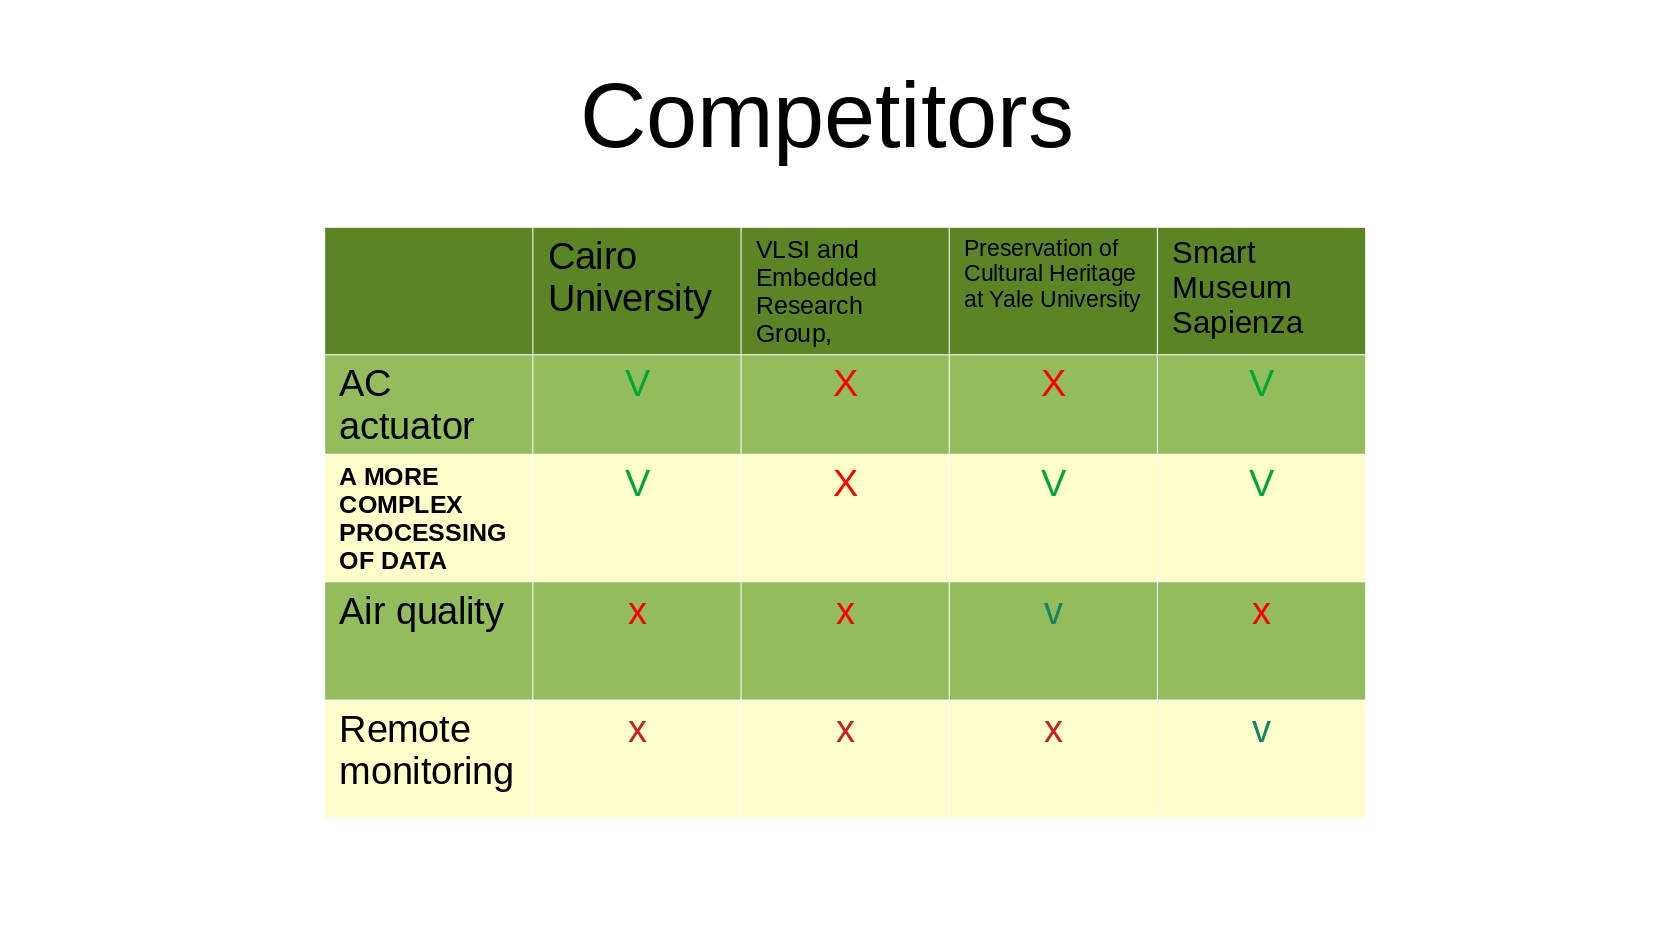 Competitors
Cairo
University
VLSI and
Embedded
Research
Group,
Preservation of
Cultural Heritage
at Yale University
Smart
Museum
Sapienza
AC
actuator
V
X
X
V
A MORE
COMPLEX
PROCESSING
OF DATA
V
X
V
V
Air quality
x
x
v
x
Remote
monitoring
x
x
x
v